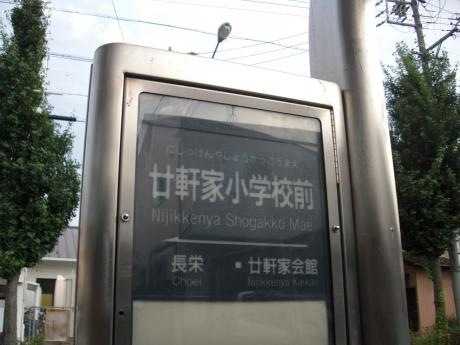 にじっけんやしょうがっこうまえ
廿軒家小学校前
Nijikkenya Shogakko Mae
長栄
Choei
廿軒家会館
Nijikkenya Kaikan